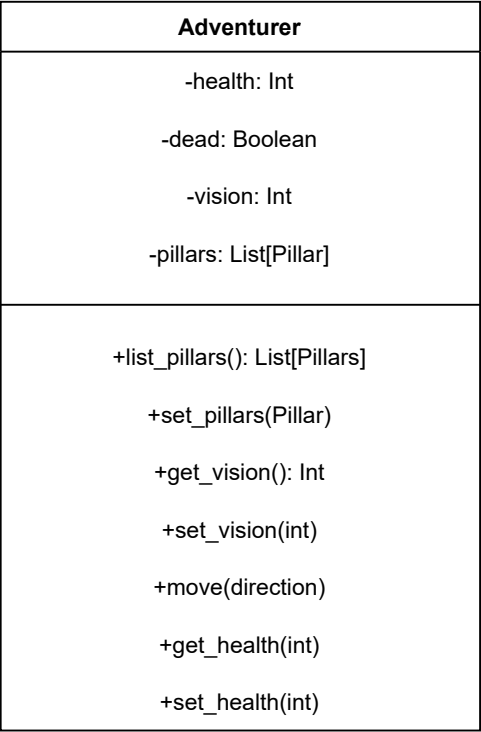 Adventurer
-health: Int
-dead: Boolean
-vision: Int
-pillars: List[Pillar]
+list_pillars(): List[Pillars]
+set_pillars(Pillar)
+get_vision(): Int
+set_vision(int)
+move(direction)
+get_health(int)
+set_health(int)